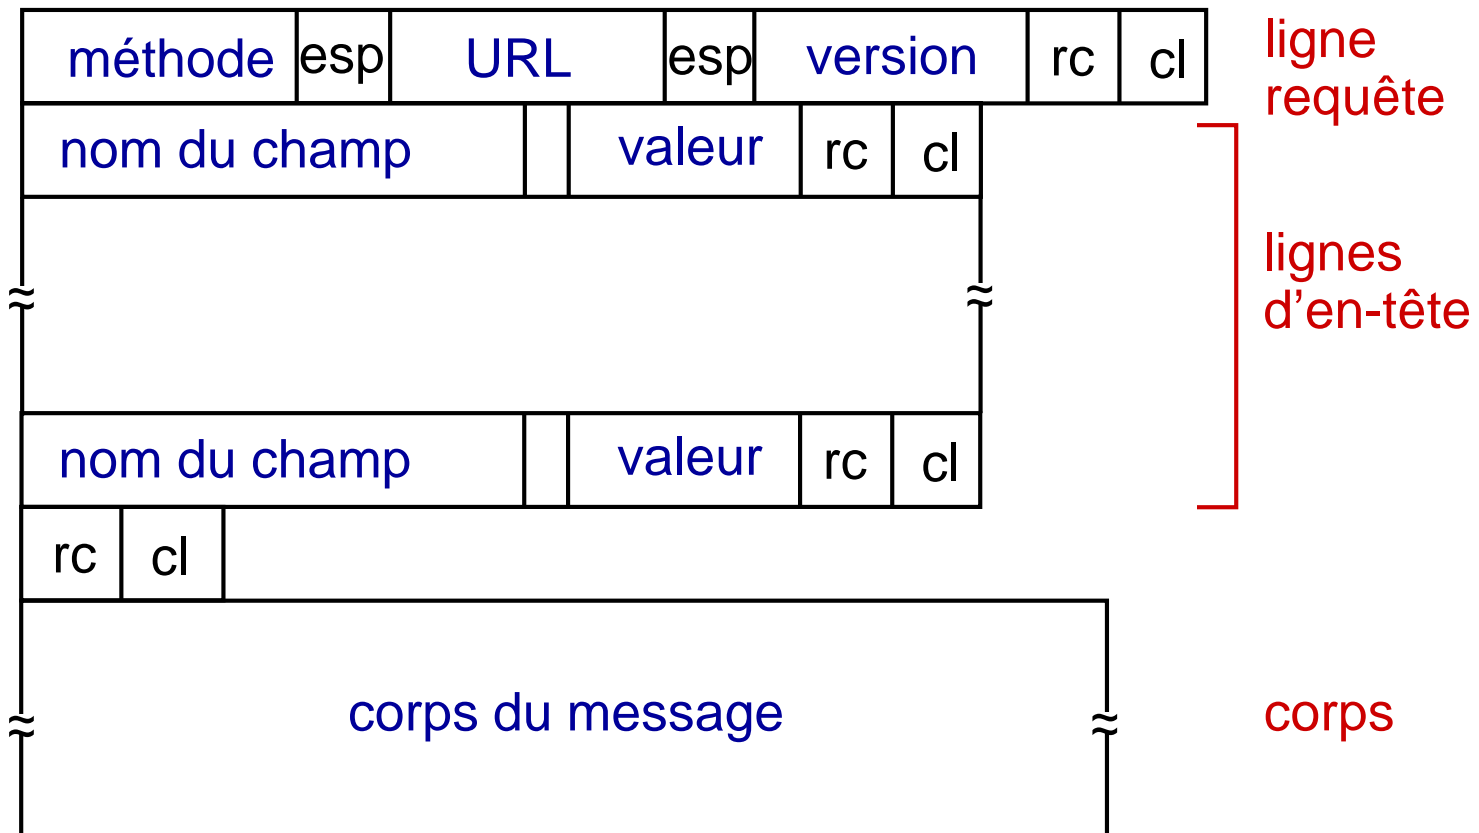 méthode esp URL esp version rc cl
ligne
requête
nom du champ valeur rc cl
lignes
d’en-tête
nom du champ valeur rc cl
rc cl
corps du message
corps